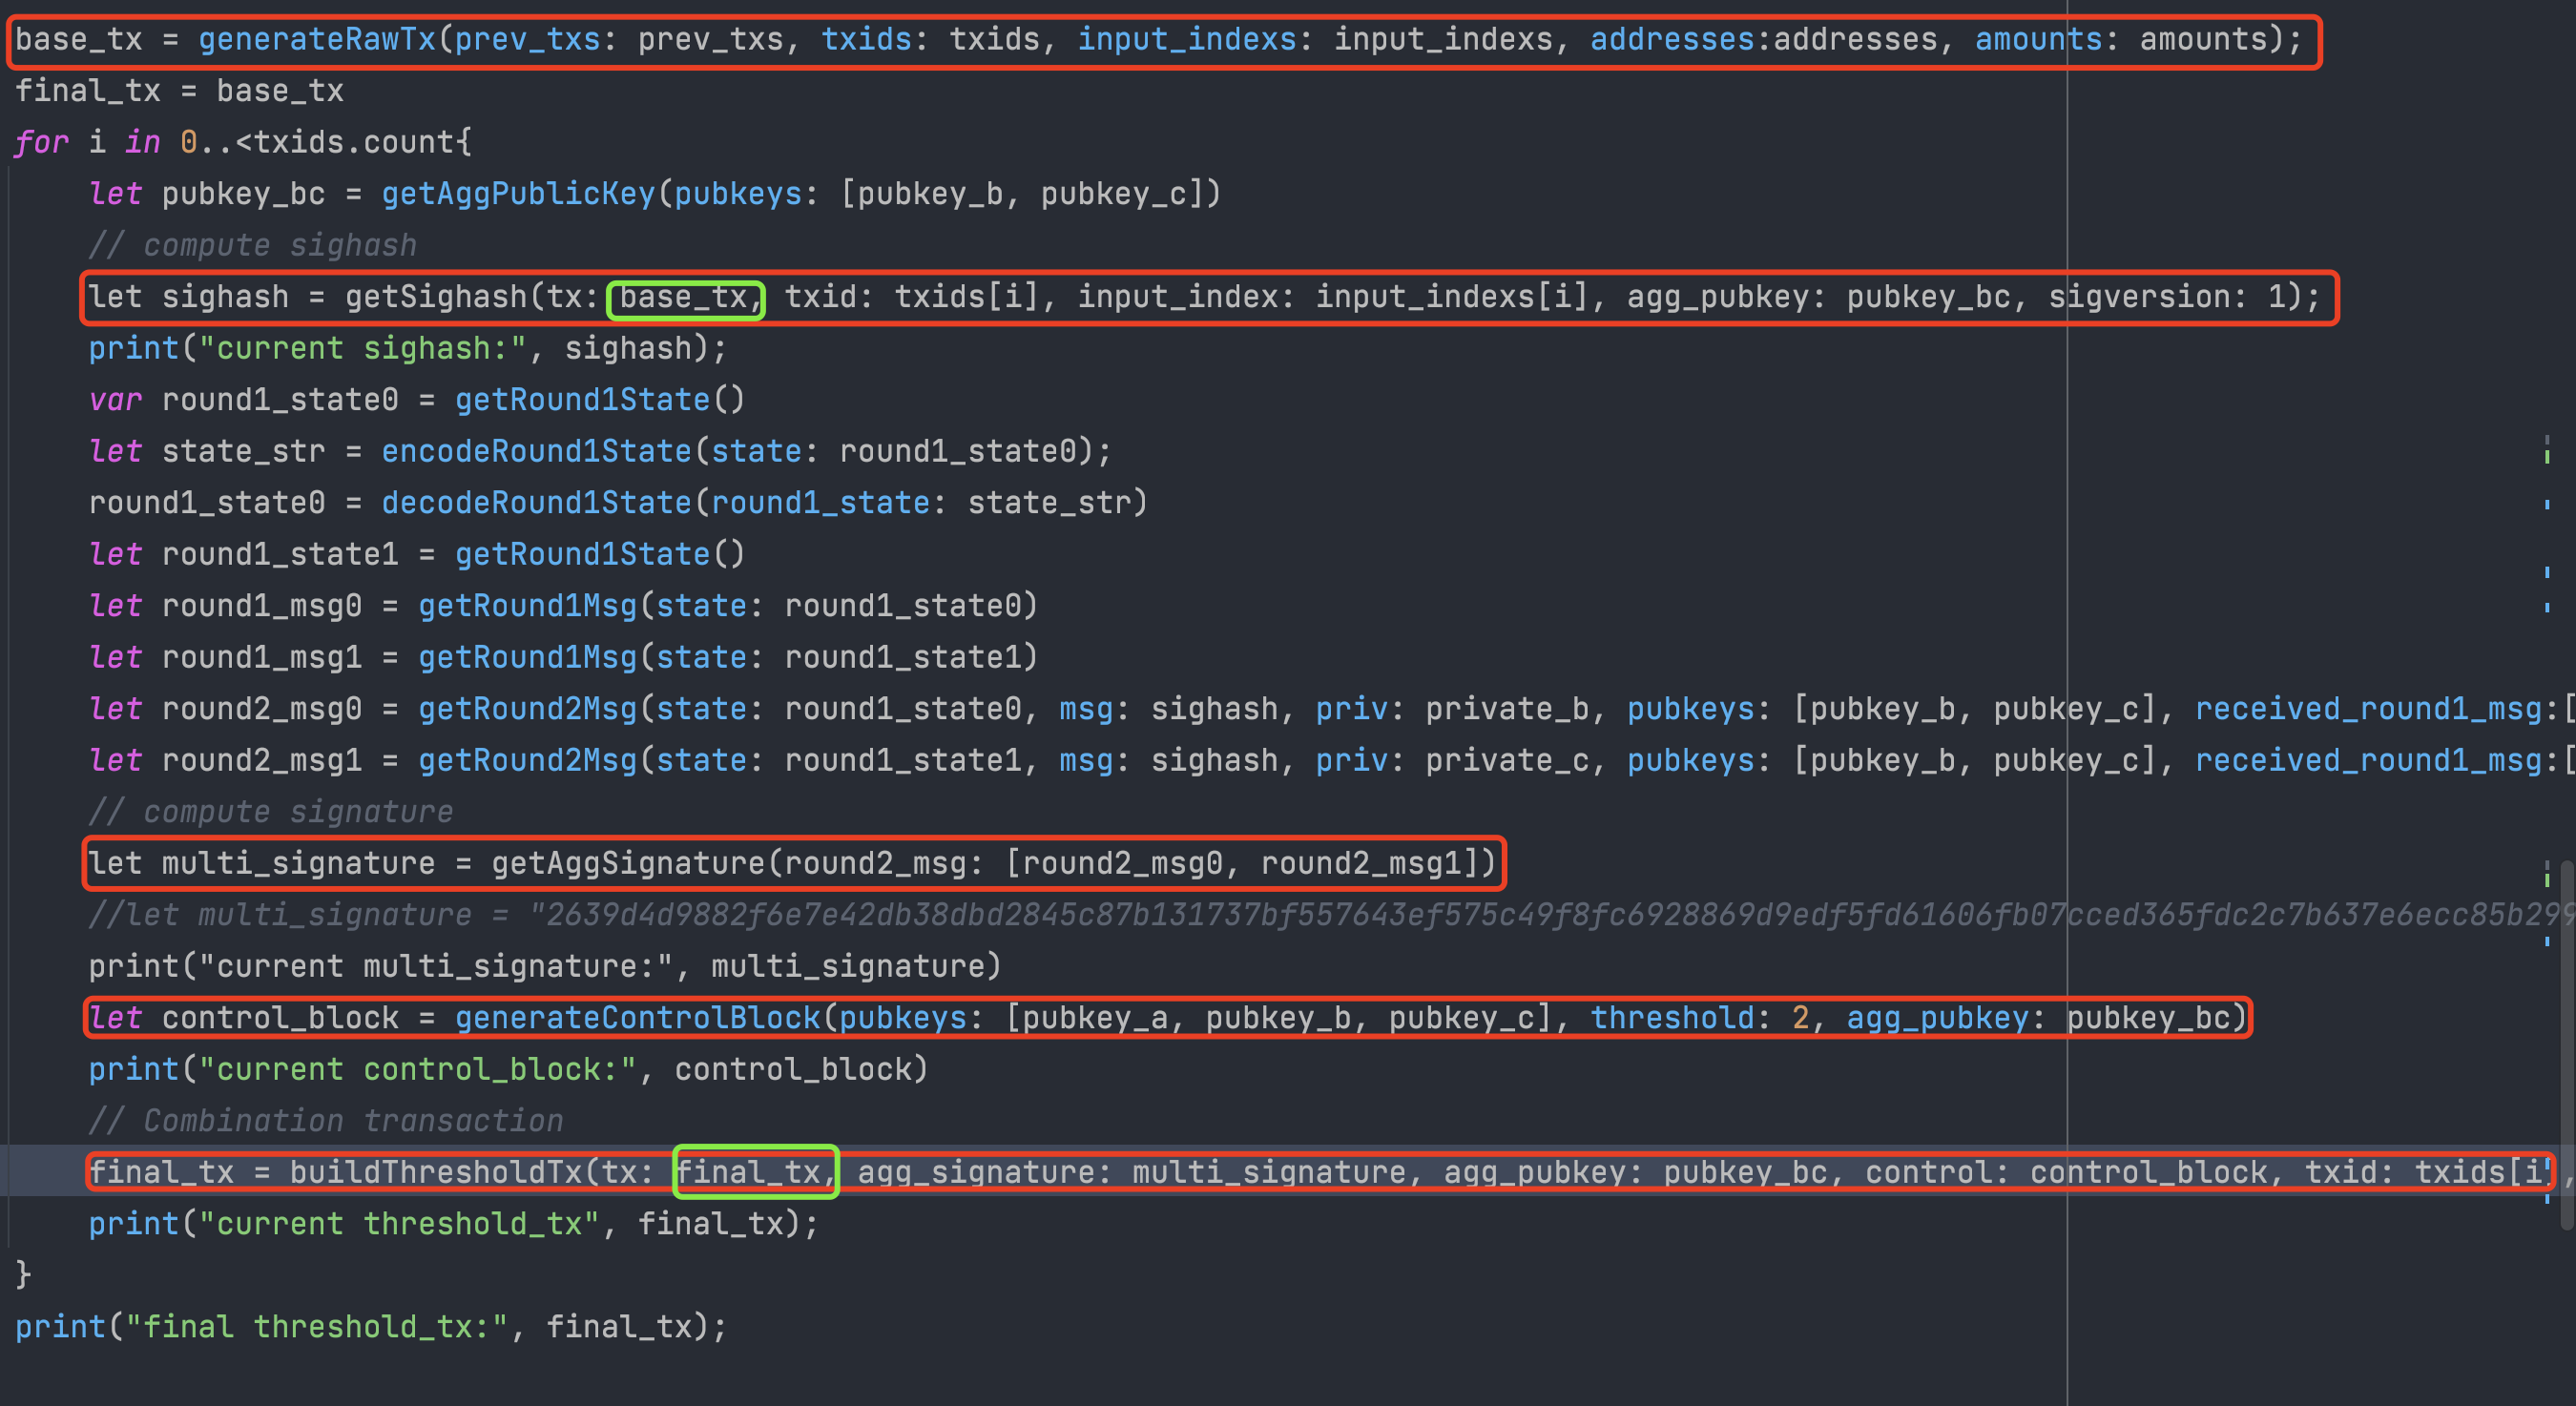 base_tx = generateRawTx(prev_txs: prev_txs, txids: txids, input_indexs: input_indexs, addresses:addresses, amounts: amounts);
final_tx = base_tx
for i in 0..<txids.count{
let pubkey_bc = getAggPublicKey(pubkeys: [pubkey_b, pubkey_c])
// compute sighash
let sighash = getSighash(tx: base_tx, txid: txids[i], input_index: input_indexs[i], agg_pubkey: pubkey_bc, sigversion: 1);
print("current sighash:", sighash);
var round1_state0 = getRound1State()
let state_str = encodeRound1State(state: round1_state0);
round1_state0 = decodeRound1State(round1_state: state_str)
let round1_state1 = getRound1State()
let round1_msg0 = getRound1Msg(state: round1_state0)
let round1_msg1 = getRound1Msg(state: round1_state1)
let round2_msg0 = getRound2Msg(state: round1_state0, msg: sighash, priv: private_b, pubkeys: [pubkey_b, pubkey_c], received_round1_msg:[
let round2_msg1 = getRound2Msg(state: round1_state1, msg: sighash, priv: private_c, pubkeys: [pubkey_b, pubkey_c], received_round1_msg:[
// compute signature
let multi_signature = getAggSignature(round2_msg: [round2_msg0, round2_msg1])
//let multi_signature = "2639d4d9882f6e7e42db38dbd2845c87b131737bf557643ef575c49f8fc6928869d9edf5fd61606fb07cced365fdc2c7b637e6ecc85b299
print("current multi_signature:", multi_signature)
let control_block = generateControlBlock(pubkeys: [pubkey_a, pubkey_b, pubkey_c], threshold: 2, agg_pubkey: pubkey_bc)
print("current control_block:", control_block)
// Combination transaction
final_tx = buildThresholdTx(tx: final_tx, agg_signature: multi_signature, agg_pubkey: pubkey_bc, control: control_block, txid: txids[i],
print("current threshold_tx", final_tx);
}
print("final threshold_tx:", final_tx);